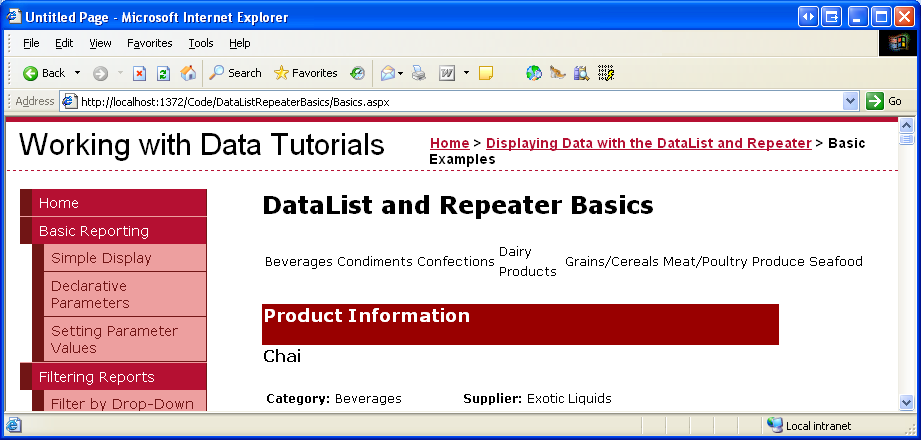 Untitled Page - Microsoft Internet Explorer
File Edit View Favorites Tools Help
Back Search Favorites
Address http://localhost:1372/Code/DataListRepeaterBasics/Basics.aspx Go
Working with Data Tutorials
Home > Displaying Data with the DataList and Repeater > Basic
Examples
Home
Basic Reporting
Simple Display
Declarative
Parameters
Setting Parameter
Values
Filtering Reports
Filter by Drop-Down
DataList and Repeater Basics
Beverages Condiments Confections Dairy
Products Grains/Cereals Meat/Poultry Produce Seafood
Product Information
Chai
Category: Beverages Supplier: Exotic Liquids
Local intranet